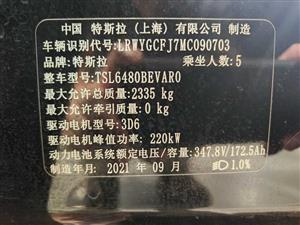 中国 特斯拉（上海）有限公司 制造
车辆识别代号:LRWYGCFJ7MC090703
品牌:特斯拉 乘坐人数:5
整车型号:TSL6480BEVAR0
最大允许总质量:2335 kg
最大允许牵引质量:0 kg
驱动电机型号:3D6
驱动电机峰值功率:220kW
动力电池系统额定电压/容量:347.8V/172.5Ah
制造年月:2021 年 09 月 1.0%